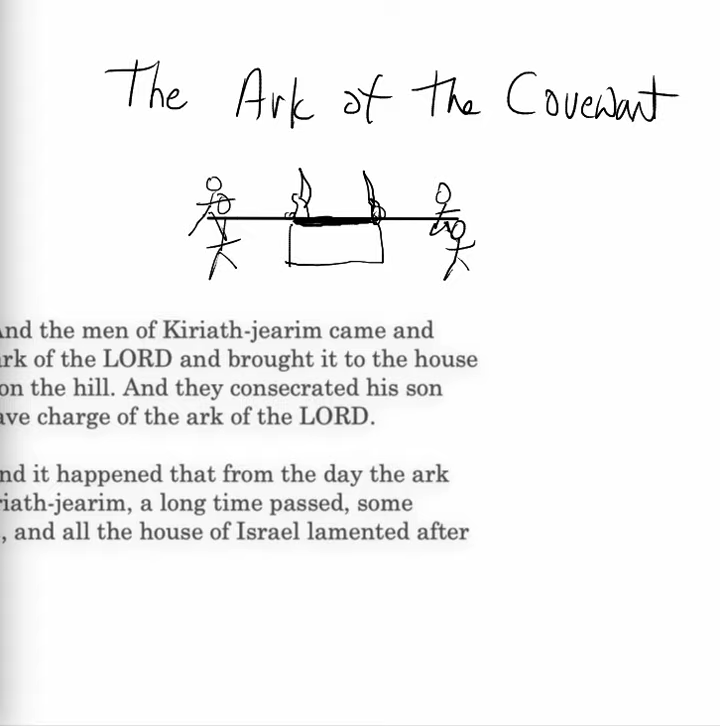 The Ark of the Covenant
And the men of Kiriath-jearim came and
ark of the LORD and brought it to the house
on the hill. And they consecrated his son
ave charge of the ark of the LORD.
nd it happened that from the day the ark
riath-jearim, a long time passed, some
, and all the house of Israel lamented after